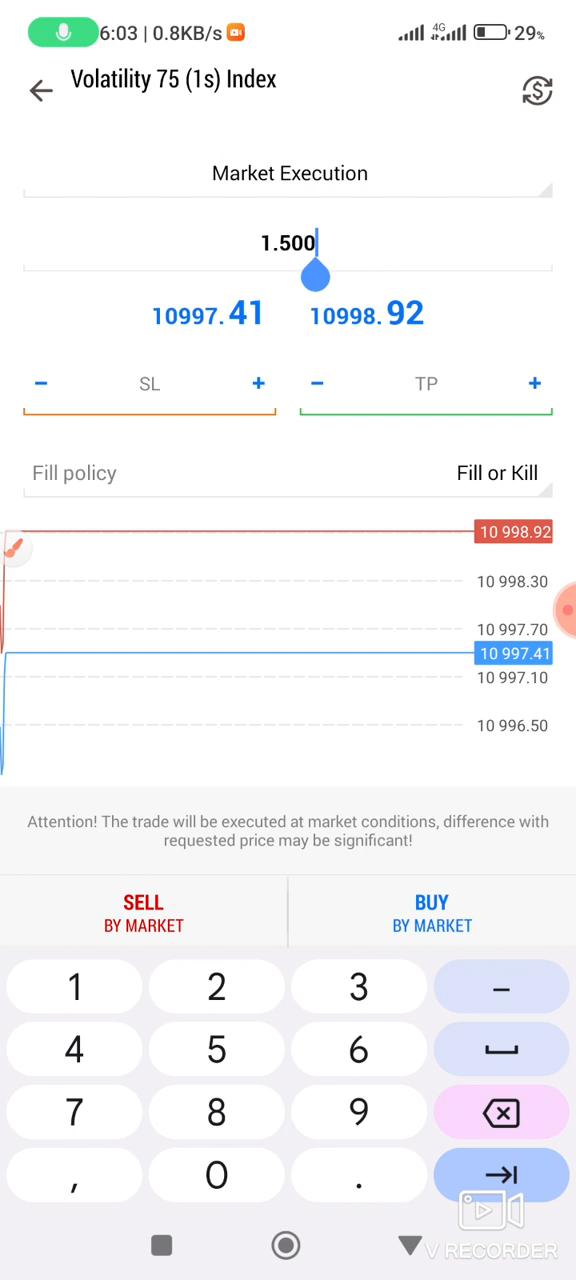 6:03 | 0.8KB/s 4G 29%
Volatility 75 (1s) Index
Market Execution
1.500
10997.41 10998.92
− SL + − TP +
Fill policy Fill or Kill
10 998.92
10 998.30
10 997.70
10 997.41
10 997.10
10 996.50
Attention! The trade will be executed at market conditions, difference with
requested price may be significant!
SELL BUY
BY MARKET BY MARKET
1 2 3 −
4 5 6
7 8 9
, 0 .
V RECORDER